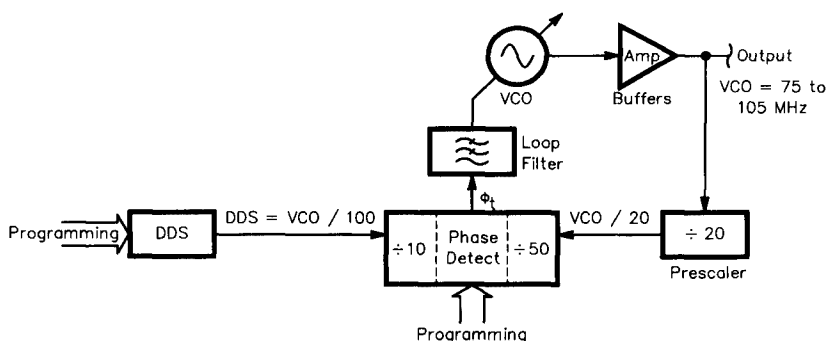 Amp
Output
VCO
Buffers
VCO = 75 to
105 MHz
Loop
Filter
ϕt
Programming
DDS
DDS = VCO / 100
÷10
Phase
Detect
÷50
VCO / 20
÷ 20
Prescaler
Programming